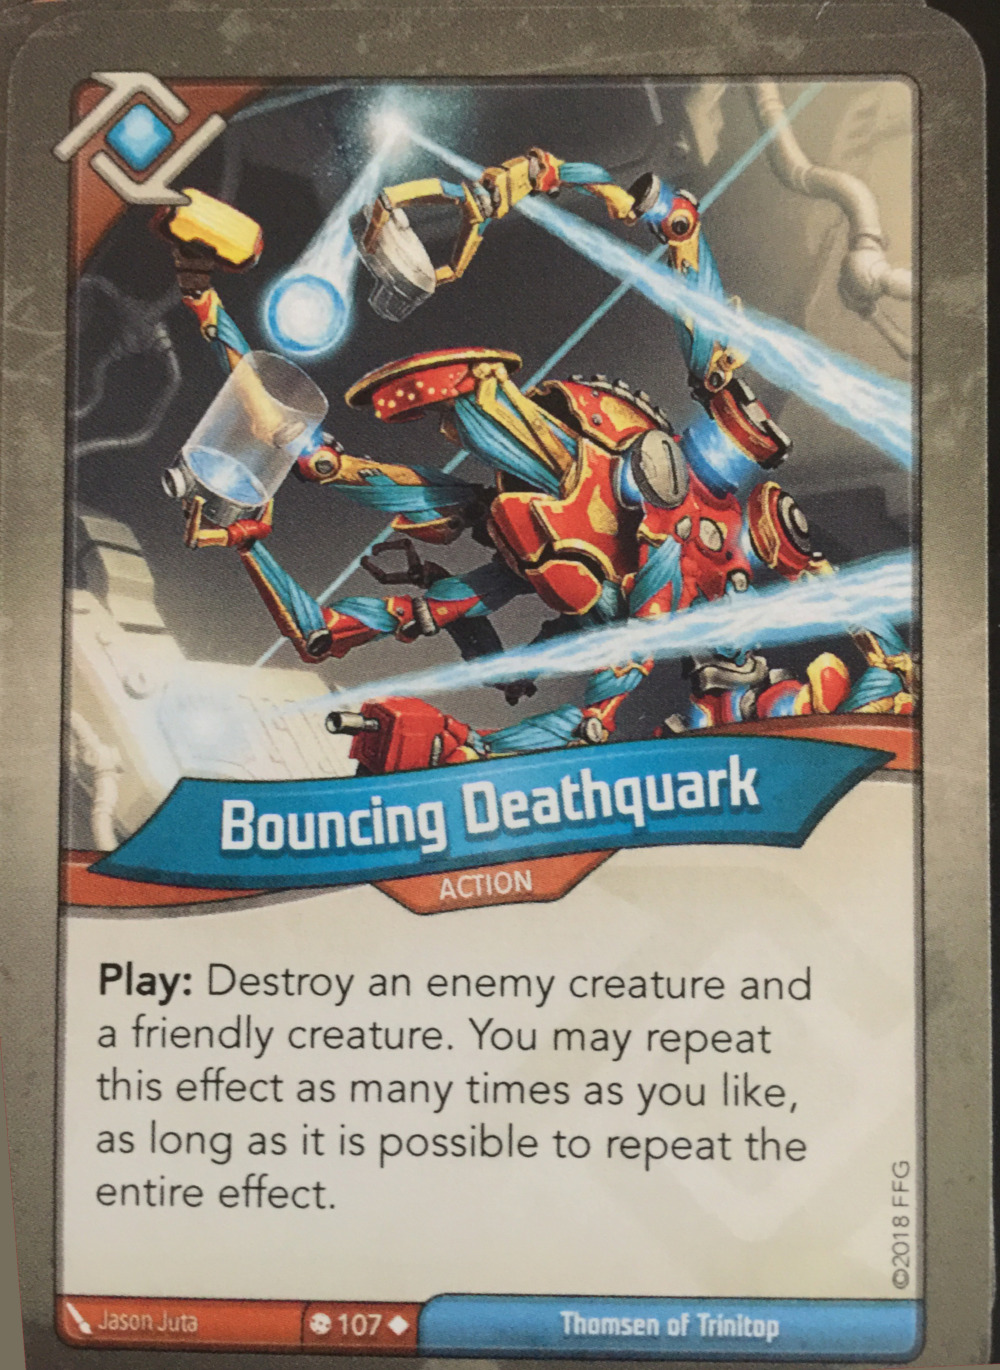 Bouncing Deathquark
ACTION
Play: Destroy an enemy creature and
a friendly creature. You may repeat
this effect as many times as you like,
as long as it is possible to repeat the
entire effect.
©2018 FFG
Jason Juta
107
Thomsen of Trinitop